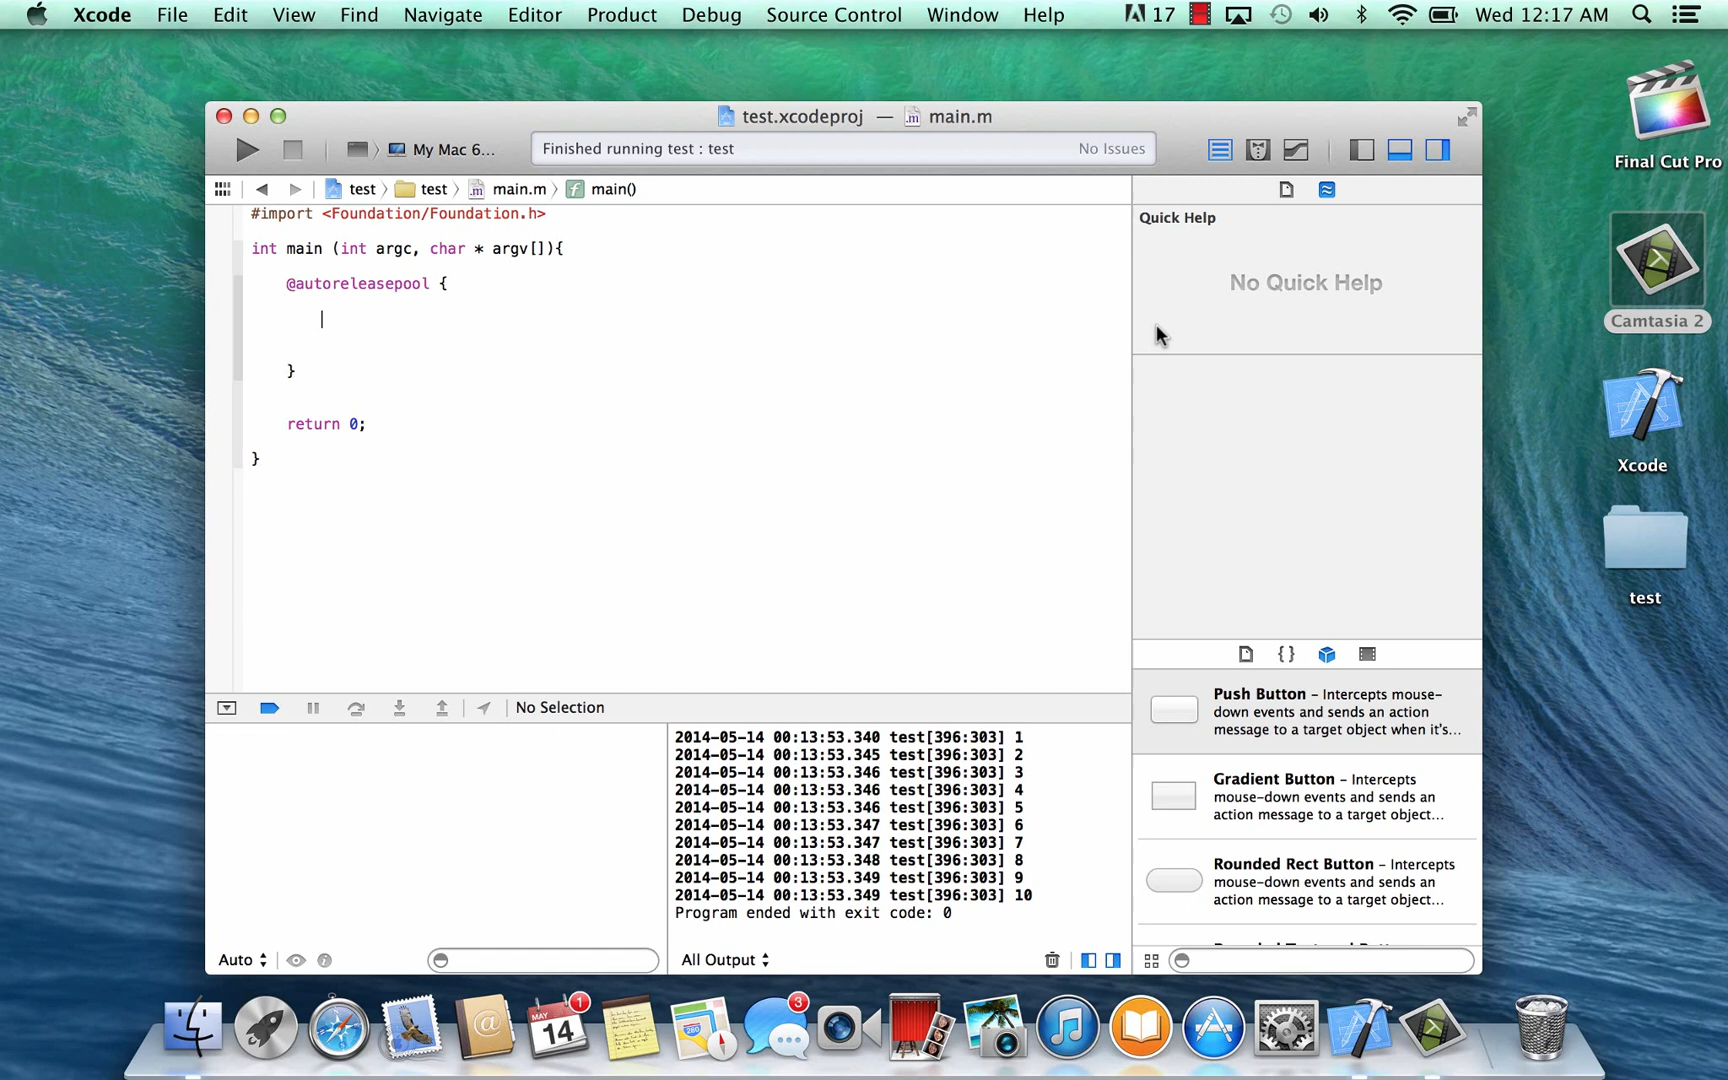 Xcode File Edit View Find Navigate Editor Product Debug Source Control Window Help 17 Wed 12:17 AM
test.xcodeproj — main.m
My Mac 6... Finished running test : test No Issues
test test main.m main()
#import <Foundation/Foundation.h>
int main (int argc, char * argv[]){
@autoreleasepool {
}
return 0;
}
Quick Help
No Quick Help
Push Button – Intercepts mouse-
down events and sends an action
message to a target object when it's...
Gradient Button – Intercepts
mouse-down events and sends an
action message to a target object...
Rounded Rect Button – Intercepts
mouse-down events and sends an
action message to a target object...
No Selection
2014-05-14 00:13:53.340 test[396:303] 1
2014-05-14 00:13:53.345 test[396:303] 2
2014-05-14 00:13:53.346 test[396:303] 3
2014-05-14 00:13:53.346 test[396:303] 4
2014-05-14 00:13:53.346 test[396:303] 5
2014-05-14 00:13:53.347 test[396:303] 6
2014-05-14 00:13:53.347 test[396:303] 7
2014-05-14 00:13:53.348 test[396:303] 8
2014-05-14 00:13:53.349 test[396:303] 9
2014-05-14 00:13:53.349 test[396:303] 10
Program ended with exit code: 0
Auto All Output
Final Cut Pro
Camtasia 2
Xcode
test
1
MAY
14
3
280